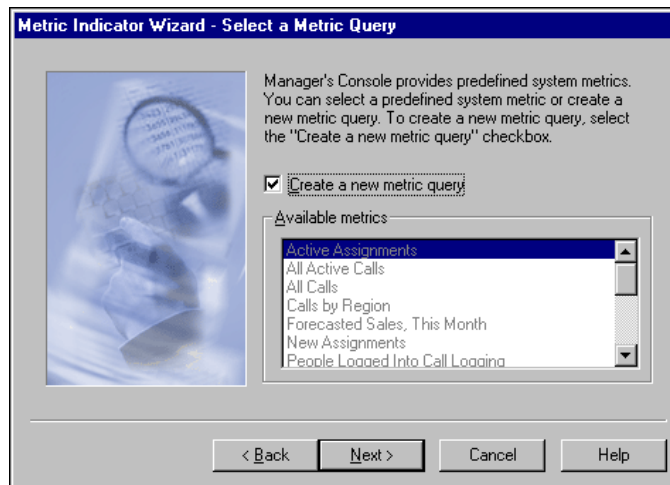 Metric Indicator Wizard - Select a Metric Query
Manager's Console provides predefined system metrics.
You can select a predefined system metric or create a
new metric query. To create a new metric query, select
the "Create a new metric query" checkbox.
Create a new metric query
Available metrics
Active Assignments
All Active Calls
All Calls
Calls by Region
Forecasted Sales, This Month
New Assignments
People Logged Into Call Logging
< Back
Next >
Cancel
Help